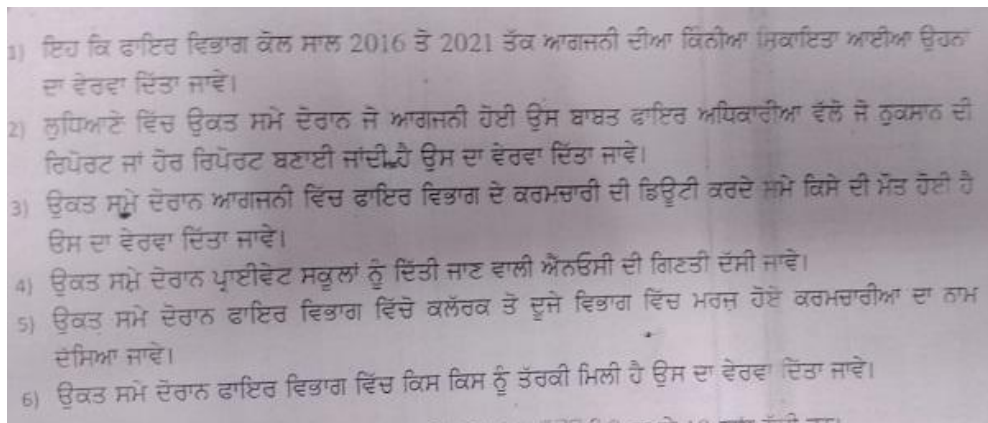 1) ਇਹ ਕਿ ਫਾਇਰ ਵਿਭਾਗ ਕੋਲ ਸਾਲ 2016 ਤੋ 2021 ਤੱਕ ਆਗਜਨੀ ਦੀਆ ਕਿੰਨੀਆ ਸ਼ਿਕਾਇਤਾ ਆਈਆ ਉਹਨਾਂ
ਦਾ ਵੇਰਵਾ ਦਿੱਤਾ ਜਾਵੇ।
2) ਲੁਧਿਆਣੇ ਵਿੱਚ ਉਕਤ ਸਮੇ ਦੋਰਾਨ ਜੋ ਆਗਜਨੀ ਹੋਈ ਉਸ ਬਾਬਤ ਫਾਇਰ ਅਧਿਕਾਰੀਆ ਵੱਲੋ ਜੋ ਨੁਕਸਾਨ ਦੀ
ਰਿਪੋਰਟ ਜਾਂ ਹੋਰ ਰਿਪੋਰਟ ਬਣਾਈ ਜਾਂਦੀ ਹੈ ਉਸ ਦਾ ਵੇਰਵਾ ਦਿੱਤਾ ਜਾਵੇ।
3) ਉਕਤ ਸਮੇ ਦੋਰਾਨ ਆਗਜਨੀ ਵਿੱਚ ਫਾਇਰ ਵਿਭਾਗ ਦੇ ਕਰਮਚਾਰੀ ਦੀ ਡਿਊਟੀ ਕਰਦੇ ਸਮੇ ਕਿਸੇ ਦੀ ਮੌਤ ਹੋਈ ਹੈ
ਉਸ ਦਾ ਵੇਰਵਾ ਦਿੱਤਾ ਜਾਵੇ।
4) ਉਕਤ ਸਮੇ ਦੋਰਾਨ ਪ੍ਰਾਈਵੇਟ ਸਕੂਲਾਂ ਨੂੰ ਦਿੱਤੀ ਜਾਣ ਵਾਲੀ ਐਨਓਸੀ ਦੀ ਗਿਣਤੀ ਦੱਸੀ ਜਾਵੇ।
5) ਉਕਤ ਸਮੇ ਦੋਰਾਨ ਫਾਇਰ ਵਿਭਾਗ ਵਿੱਚੋ ਕਲੱਰਕ ਤੋ ਦੂਜੇ ਵਿਭਾਗ ਵਿੱਚ ਮਰਜ਼ ਹੋਏ ਕਰਮਚਾਰੀਆ ਦਾ ਨਾਮ
ਦੱਸਿਆ ਜਾਵੇ।
6) ਉਕਤ ਸਮੇ ਦੋਰਾਨ ਫਾਇਰ ਵਿਭਾਗ ਵਿੱਚ ਕਿਸ ਕਿਸ ਨੂੰ ਤੱਰਕੀ ਮਿਲੀ ਹੈ ਉਸ ਦਾ ਵੇਰਵਾ ਦਿੱਤਾ ਜਾਵੇ।